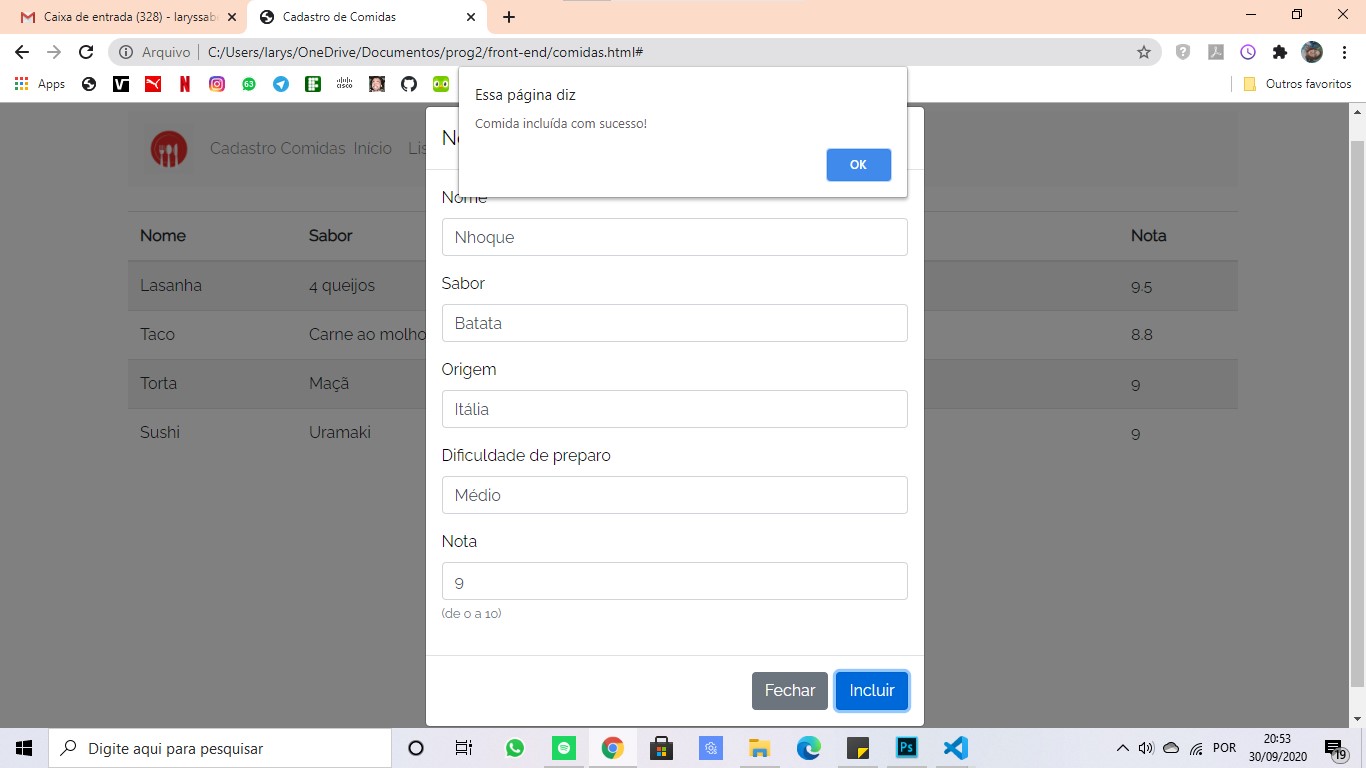 Caixa de entrada (328) - laryssab
Cadastro de Comidas
Arquivo
C:/Users/larys/OneDrive/Documentos/prog2/front-end/comidas.html#
Apps
63
CISCO
Outros favoritos
Essa página diz
Comida incluída com sucesso!
OK
Cadastro Comidas Início Lis
Nome
Nhoque
Sabor
Batata
Origem
Itália
Dificuldade de preparo
Médio
Nota
9
(de 0 a 10)
Fechar
Incluir
Nome Sabor Nota
Lasanha 4 queijos 9.5
Taco Carne ao molho 8.8
Torta Maçã 9
Sushi Uramaki 9
Digite aqui para pesquisar
Ps
POR
20:53
30/09/2020
19